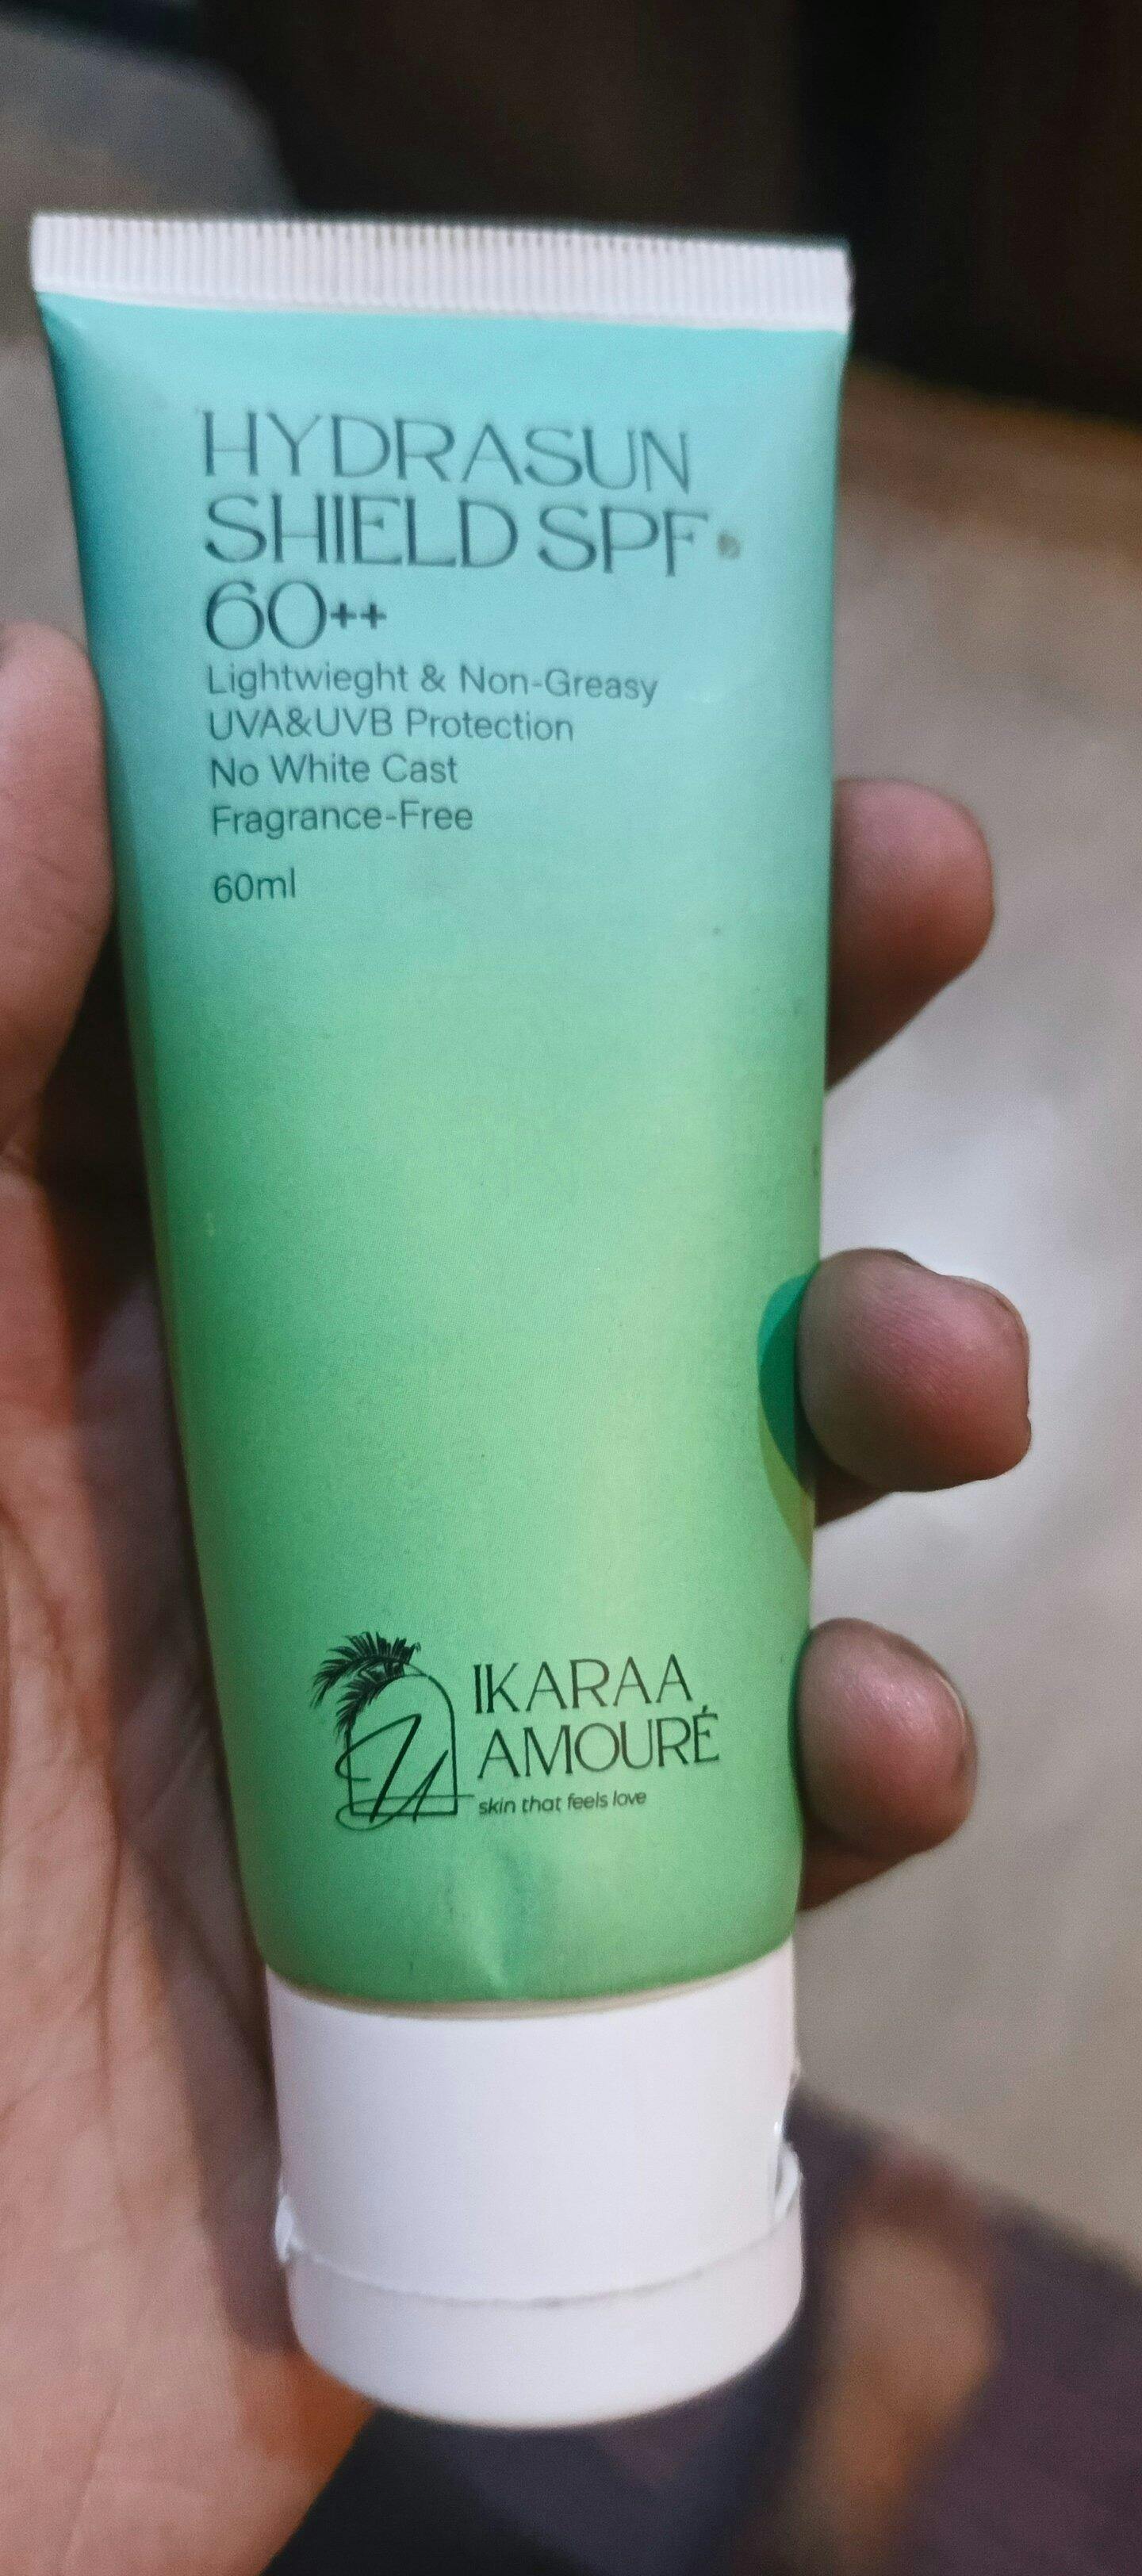 HYDRASUN
SHIELD SPF
60++
Lightwieght & Non-Greasy
UVA&UVB Protection
No White Cast
Fragrance-Free
60ml
IKARAA
AMOURÉ
skin that feels love